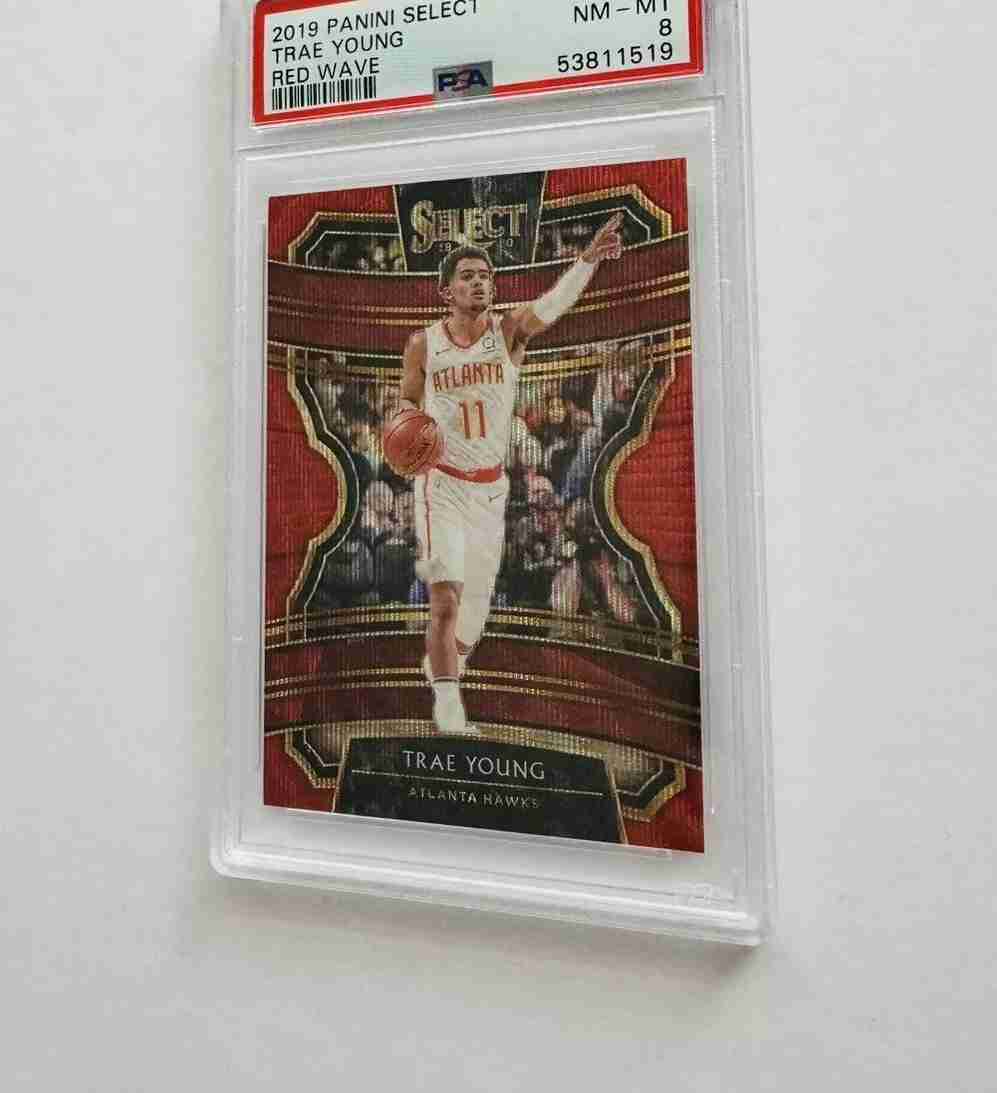 2019 PANINI SELECT
TRAE YOUNG
RED WAVE
NM - MT
8
53811519
PSA
SELECT
ATLANTA
11
TRAE YOUNG
ATLANTA HAWKS